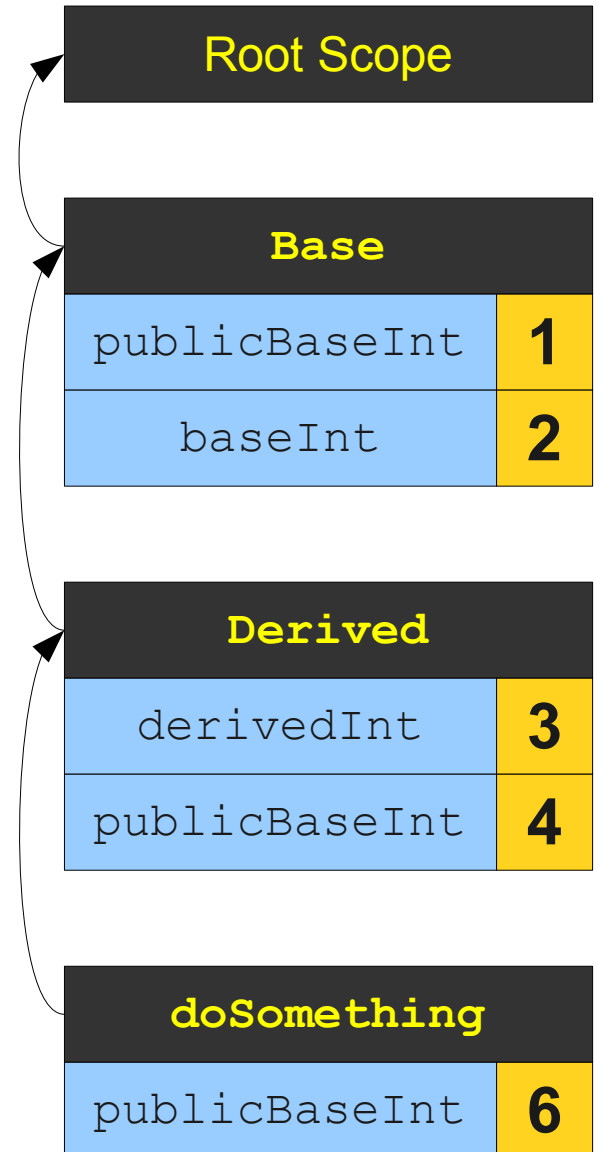 Root Scope
Base
publicBaseInt 1
baseInt 2
Derived
derivedInt 3
publicBaseInt 4
doSomething
publicBaseInt 6